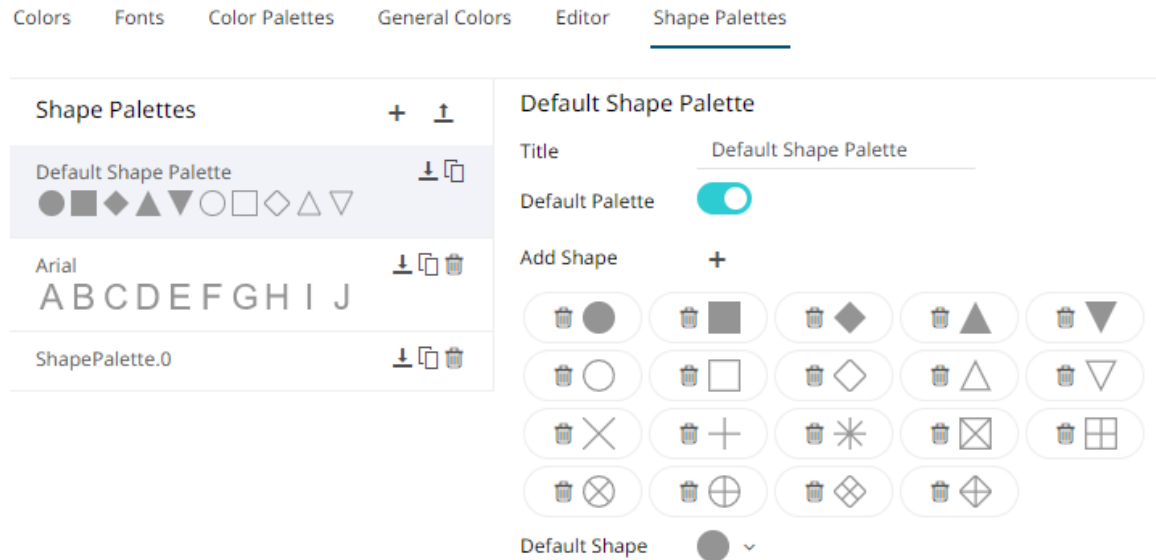 Colors Fonts Color Palettes General Colors Editor Shape Palettes
Shape Palettes
Default Shape Palette
Arial
A B C D E F G H I J
ShapePalette.0
Default Shape Palette
Title Default Shape Palette
Default Palette
Add Shape
Default Shape